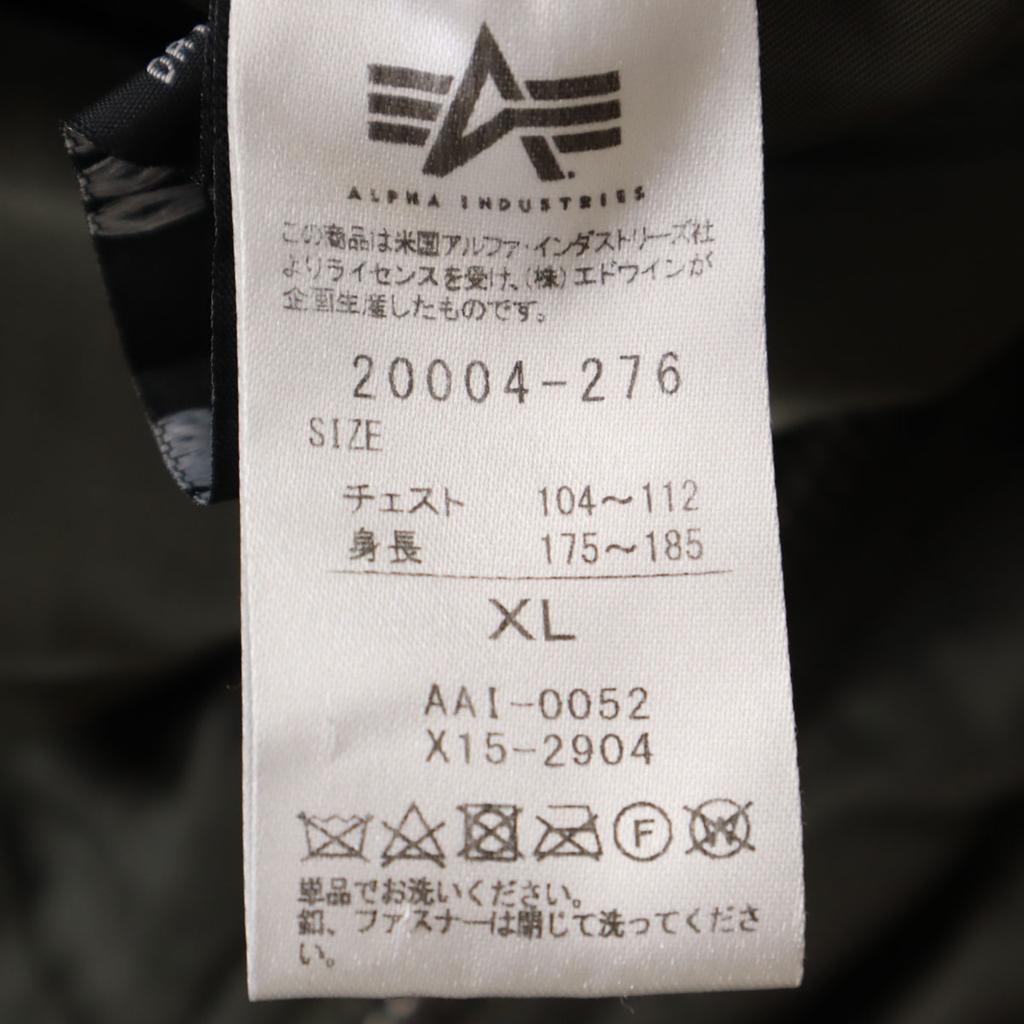 ALPHA INDUSTRIES
この商品は米国アルファ・インダストリーズ社
よりライセンスを受け、(株)エドウインが
企画生産したものです。
20004-276
SIZE
チェスト 104〜112
身長 175〜185
XL
AAI-0052
X15-2904
F W
単品でお洗いください。
釦、ファスナーは閉じて洗ってくださ
い。